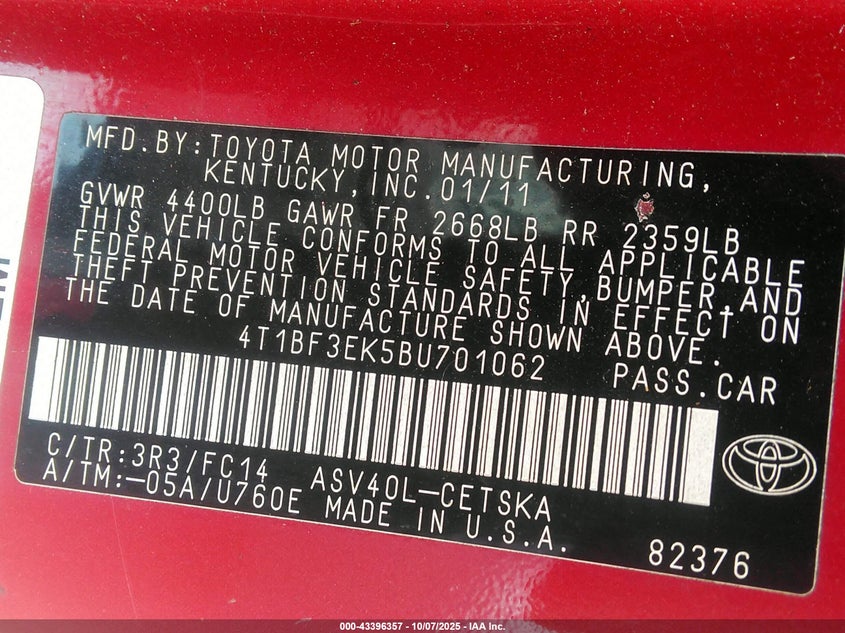 MFD.BY:TOYOTA MOTOR MANUFACTURING,
KENTUCKY,INC.01/11
GVWR 4400LB GAWR FR 2668LB RR 2359LB
THIS VEHICLE CONFORMS TO ALL APPLICABLE
FEDERAL MOTOR VEHICLE SAFETY,BUMPER,AND
THEFT PREVENTION STANDARDS IN EFFECT ON
THE DATE OF MANUFACTURE SHOWN ABOVE.
4T1BF3EK5BU701062 PASS.CAR
C/TR:3R3/FC14 ASV40L-CETSKA
A/TM:-05A/U760E MADE IN U.S.A.
82376
000-43396357 - 10/07/2025 - IAA Inc.